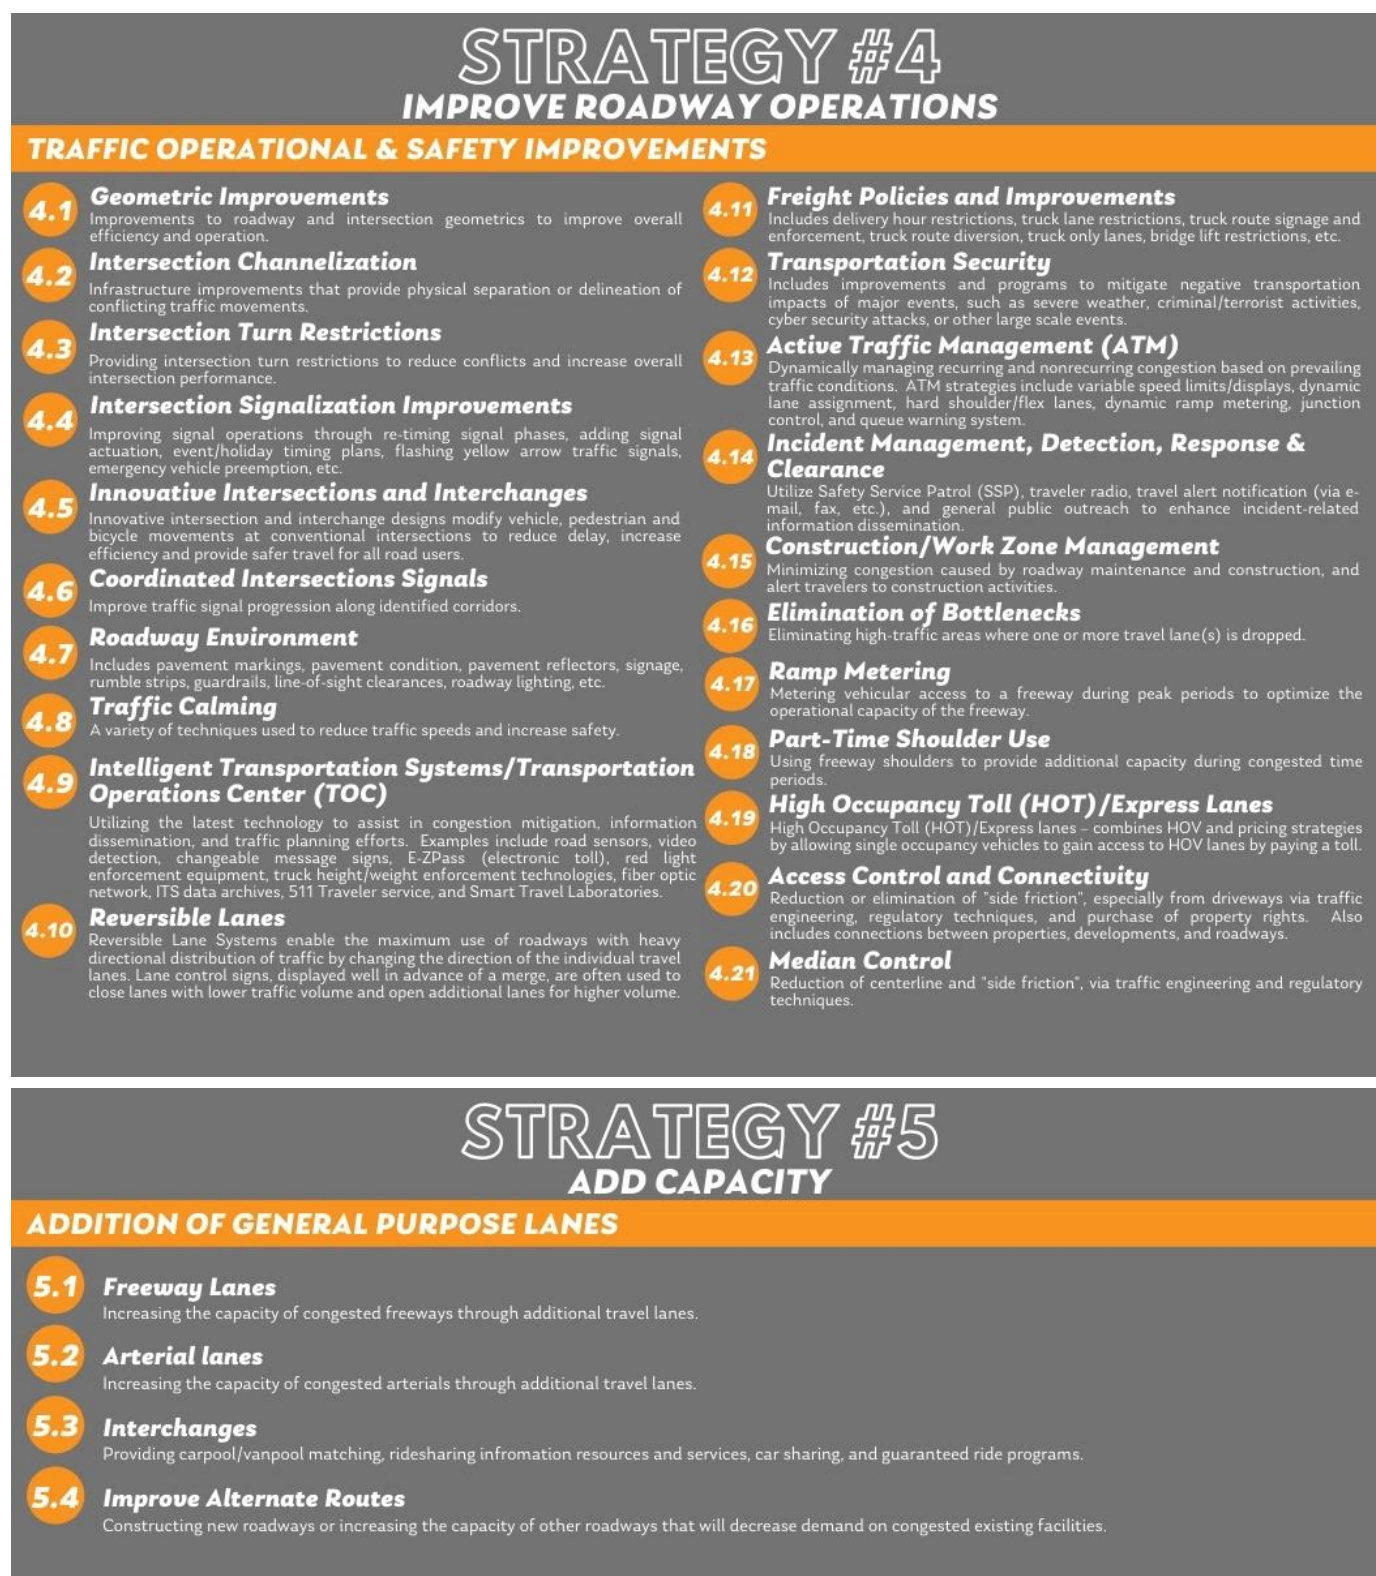 STRATEGY #4
IMPROVE ROADWAY OPERATIONS
TRAFFIC OPERATIONAL & SAFETY IMPROVEMENTS
4.1
Geometric Improvements
Improvements to roadway and intersection geometrics to improve overall
efficiency and operation.
4.2
Intersection Channelization
Infrastructure improvements that provide physical separation or delineation of
conflicting traffic movements.
4.3
Intersection Turn Restrictions
Providing intersection turn restrictions to reduce conflicts and increase overall
intersection performance.
4.4
Intersection Signalization Improvements
Improving signal operations through re-timing signal phases, adding signal
actuation, event/holiday timing plans, flashing yellow arrow traffic signals,
emergency vehicle preemption, etc.
4.5
Innovative Intersections and Interchanges
Innovative intersection and interchange designs modify vehicle, pedestrian and
bicycle movements at conventional intersections to reduce delay, increase
efficiency and provide safer travel for all road users.
4.6
Coordinated Intersections Signals
Improve traffic signal progression along identified corridors.
4.7
Roadway Environment
Includes pavement markings, pavement condition, pavement reflectors, signage,
rumble strips, guardrails, line-of-sight clearances, roadway lighting, etc.
4.8
Traffic Calming
A variety of techniques used to reduce traffic speeds and increase safety.
4.9
Intelligent Transportation Systems/Transportation
Operations Center (TOC)
Utilizing the latest technology to assist in congestion mitigation, information
dissemination, and traffic planning efforts. Examples include road sensors, video
detection, changeable message signs, E-ZPass (electronic toll), red light
enforcement equipment, truck height/weight enforcement technologies, fiber optic
network, ITS data archives, 511 Traveler service, and Smart Travel Laboratories.
4.10
Reversible Lanes
Reversible Lane Systems enable the maximum use of roadways with heavy
directional distribution of traffic by changing the direction of the individual travel
lanes. Lane control signs, displayed well in advance of a merge, are often used to
close lanes with lower traffic volume and open additional lanes for higher volume.
4.11
Freight Policies and Improvements
Includes delivery hour restrictions, truck lane restrictions, truck route signage and
enforcement, truck route diversion, truck only lanes, bridge lift restrictions, etc.
4.12
Transportation Security
Includes improvements and programs to mitigate negative transportation
impacts of major events, such as severe weather, criminal/terrorist activities,
cyber security attacks, or other large scale events.
4.13
Active Traffic Management (ATM)
Dynamically managing recurring and nonrecurring congestion based on prevailing
traffic conditions. ATM strategies include variable speed limits/displays, dynamic
lane assignment, hard shoulder/flex lanes, dynamic ramp metering, junction
control, and queue warning system.
4.14
Incident Management, Detection, Response &
Clearance
Utilize Safety Service Patrol (SSP), traveler radio, travel alert notification (via e-
mail, fax, etc.), and general public outreach to enhance incident-related
information dissemination.
4.15
Construction/Work Zone Management
Minimizing congestion caused by roadway maintenance and construction, and
alert travelers to construction activities.
4.16
Elimination of Bottlenecks
Eliminating high-traffic areas where one or more travel lane(s) is dropped.
4.17
Ramp Metering
Metering vehicular access to a freeway during peak periods to optimize the
operational capacity of the freeway.
4.18
Part-Time Shoulder Use
Using freeway shoulders to provide additional capacity during congested time
periods.
4.19
High Occupancy Toll (HOT)/Express Lanes
High Occupancy Toll (HOT)/Express lanes – combines HOV and pricing strategies
by allowing single occupancy vehicles to gain access to HOV lanes by paying a toll.
4.20
Access Control and Connectivity
Reduction or elimination of "side friction", especially from driveways via traffic
engineering, regulatory techniques, and purchase of property rights. Also
includes connections between properties, developments, and roadways.
4.21
Median Control
Reduction of centerline and "side friction", via traffic engineering and regulatory
techniques.
STRATEGY #5
ADD CAPACITY
ADDITION OF GENERAL PURPOSE LANES
5.1
Freeway Lanes
Increasing the capacity of congested freeways through additional travel lanes.
5.2
Arterial lanes
Increasing the capacity of congested arterials through additional travel lanes.
5.3
Interchanges
Providing carpool/vanpool matching, ridesharing infromation resources and services, car sharing, and guaranteed ride programs.
5.4
Improve Alternate Routes
Constructing new roadways or increasing the capacity of other roadways that will decrease demand on congested existing facilities.